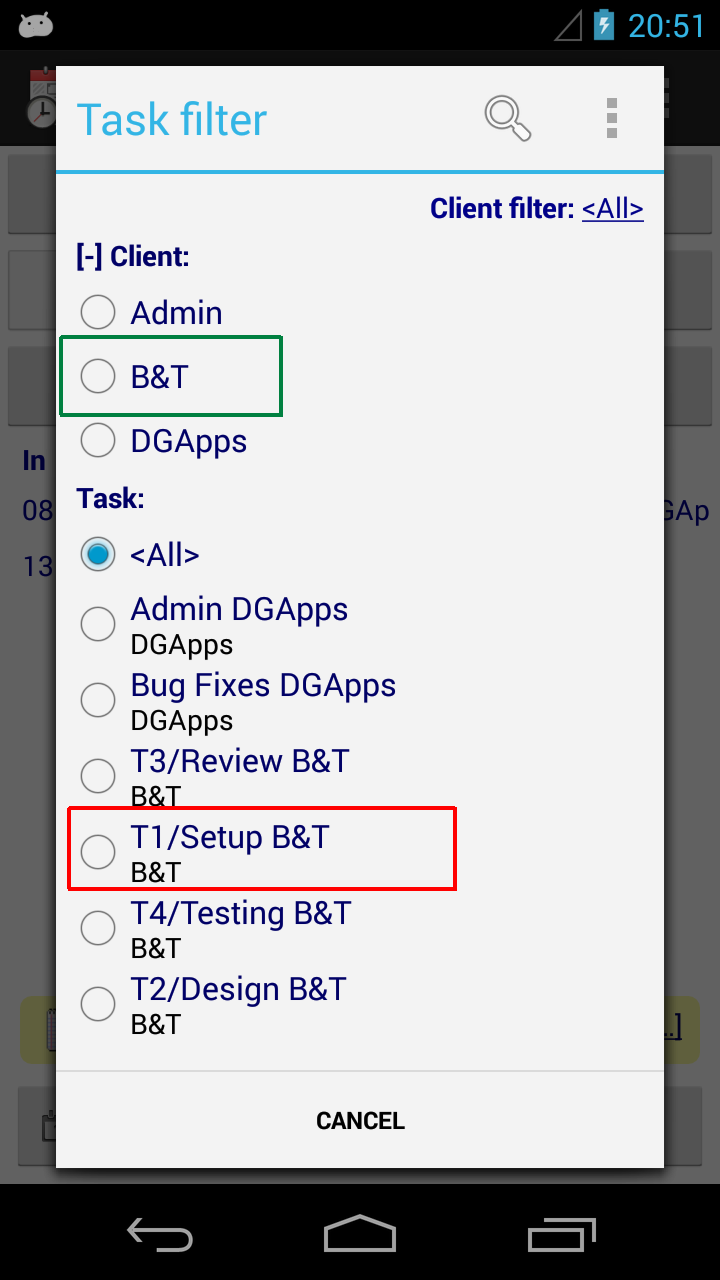 20:51
Task filter
Client filter: <All>
[-] Client:
Admin
B&T
DGApps
In
08
GAp
13
Task:
<All>
Admin DGApps
DGApps
Bug Fixes DGApps
DGApps
T3/Review B&T
B&T
T1/Setup B&T
B&T
T4/Testing B&T
B&T
T2/Design B&T
B&T
..]
CANCEL